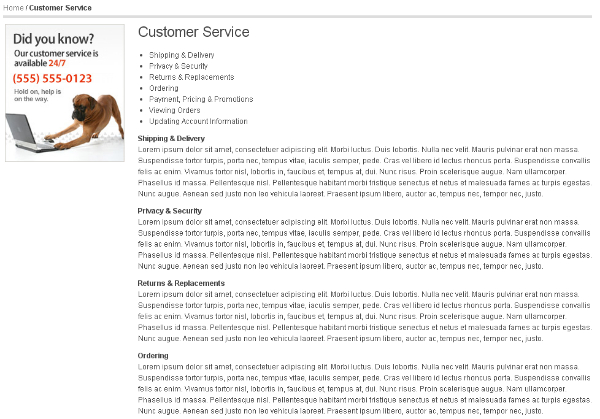 Home / Customer Service
Did you know?
Our customer service is
available 24/7
(555) 555-0123
Hold on, help is
on the way.
Customer Service
Shipping & Delivery
Privacy & Security
Returns & Replacements
Ordering
Payment, Pricing & Promotions
Viewing Orders
Updating Account Information
Shipping & Delivery
Lorem ipsum dolor sit amet, consectetuer adipiscing elit. Morbi luctus. Duis lobortis. Nulla nec velit. Mauris pulvinar erat non massa.
Suspendisse tortor turpis, porta nec, tempus vitae, iaculis semper, pede. Cras vel libero id lectus rhoncus porta. Suspendisse convallis
felis ac enim. Vivamus tortor nisl, lobortis in, faucibus et, tempus at, dui. Nunc risus. Proin scelerisque augue. Nam ullamcorper.
Phasellus id massa. Pellentesque nisl. Pellentesque habitant morbi tristique senectus et netus et malesuada fames ac turpis egestas.
Nunc augue. Aenean sed justo non leo vehicula laoreet. Praesent ipsum libero, auctor ac, tempus nec, tempor nec, justo.
Privacy & Security
Lorem ipsum dolor sit amet, consectetuer adipiscing elit. Morbi luctus. Duis lobortis. Nulla nec velit. Mauris pulvinar erat non massa.
Suspendisse tortor turpis, porta nec, tempus vitae, iaculis semper, pede. Cras vel libero id lectus rhoncus porta. Suspendisse convallis
felis ac enim. Vivamus tortor nisl, lobortis in, faucibus et, tempus at, dui. Nunc risus. Proin scelerisque augue. Nam ullamcorper.
Phasellus id massa. Pellentesque nisl. Pellentesque habitant morbi tristique senectus et netus et malesuada fames ac turpis egestas.
Nunc augue. Aenean sed justo non leo vehicula laoreet. Praesent ipsum libero, auctor ac, tempus nec, tempor nec, justo.
Returns & Replacements
Lorem ipsum dolor sit amet, consectetuer adipiscing elit. Morbi luctus. Duis lobortis. Nulla nec velit. Mauris pulvinar erat non massa.
Suspendisse tortor turpis, porta nec, tempus vitae, iaculis semper, pede. Cras vel libero id lectus rhoncus porta. Suspendisse convallis
felis ac enim. Vivamus tortor nisl, lobortis in, faucibus et, tempus at, dui. Nunc risus. Proin scelerisque augue. Nam ullamcorper.
Phasellus id massa. Pellentesque nisl. Pellentesque habitant morbi tristique senectus et netus et malesuada fames ac turpis egestas.
Nunc augue. Aenean sed justo non leo vehicula laoreet. Praesent ipsum libero, auctor ac, tempus nec, tempor nec, justo.
Ordering
Lorem ipsum dolor sit amet, consectetuer adipiscing elit. Morbi luctus. Duis lobortis. Nulla nec velit. Mauris pulvinar erat non massa.
Suspendisse tortor turpis, porta nec, tempus vitae, iaculis semper, pede. Cras vel libero id lectus rhoncus porta. Suspendisse convallis
felis ac enim. Vivamus tortor nisl, lobortis in, faucibus et, tempus at, dui. Nunc risus. Proin scelerisque augue. Nam ullamcorper.
Phasellus id massa. Pellentesque nisl. Pellentesque habitant morbi tristique senectus et netus et malesuada fames ac turpis egestas.
Nunc augue. Aenean sed justo non leo vehicula laoreet. Praesent ipsum libero, auctor ac, tempus nec, tempor nec, justo.